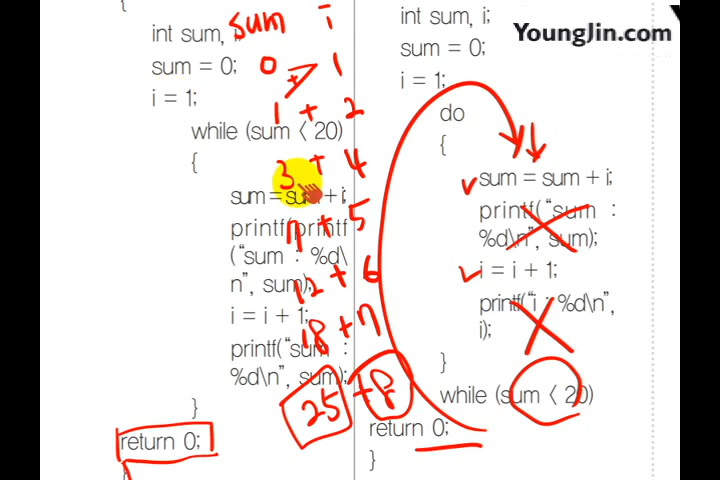 {
int sum, i;
sum = 0;
i = 1;
while (sum < 20)
{
sum = sum + i;
printf(printf
("sum : %d\
n", sum);
i = i + 1;
printf("sum :
%d\n", sum);
}
return 0;
}
sum i
0 + 1
1 + 2
3 + 4
7 + 5
12 + 6
18 + 7
25 + 8
int sum, i;
sum = 0;
i = 1;
do
{
sum = sum + i;
printf("sum :
%d\n", sum);
i = i + 1;
printf("i : %d\n",
i);
}
while (sum < 20)
return 0;
}
YoungJin.com